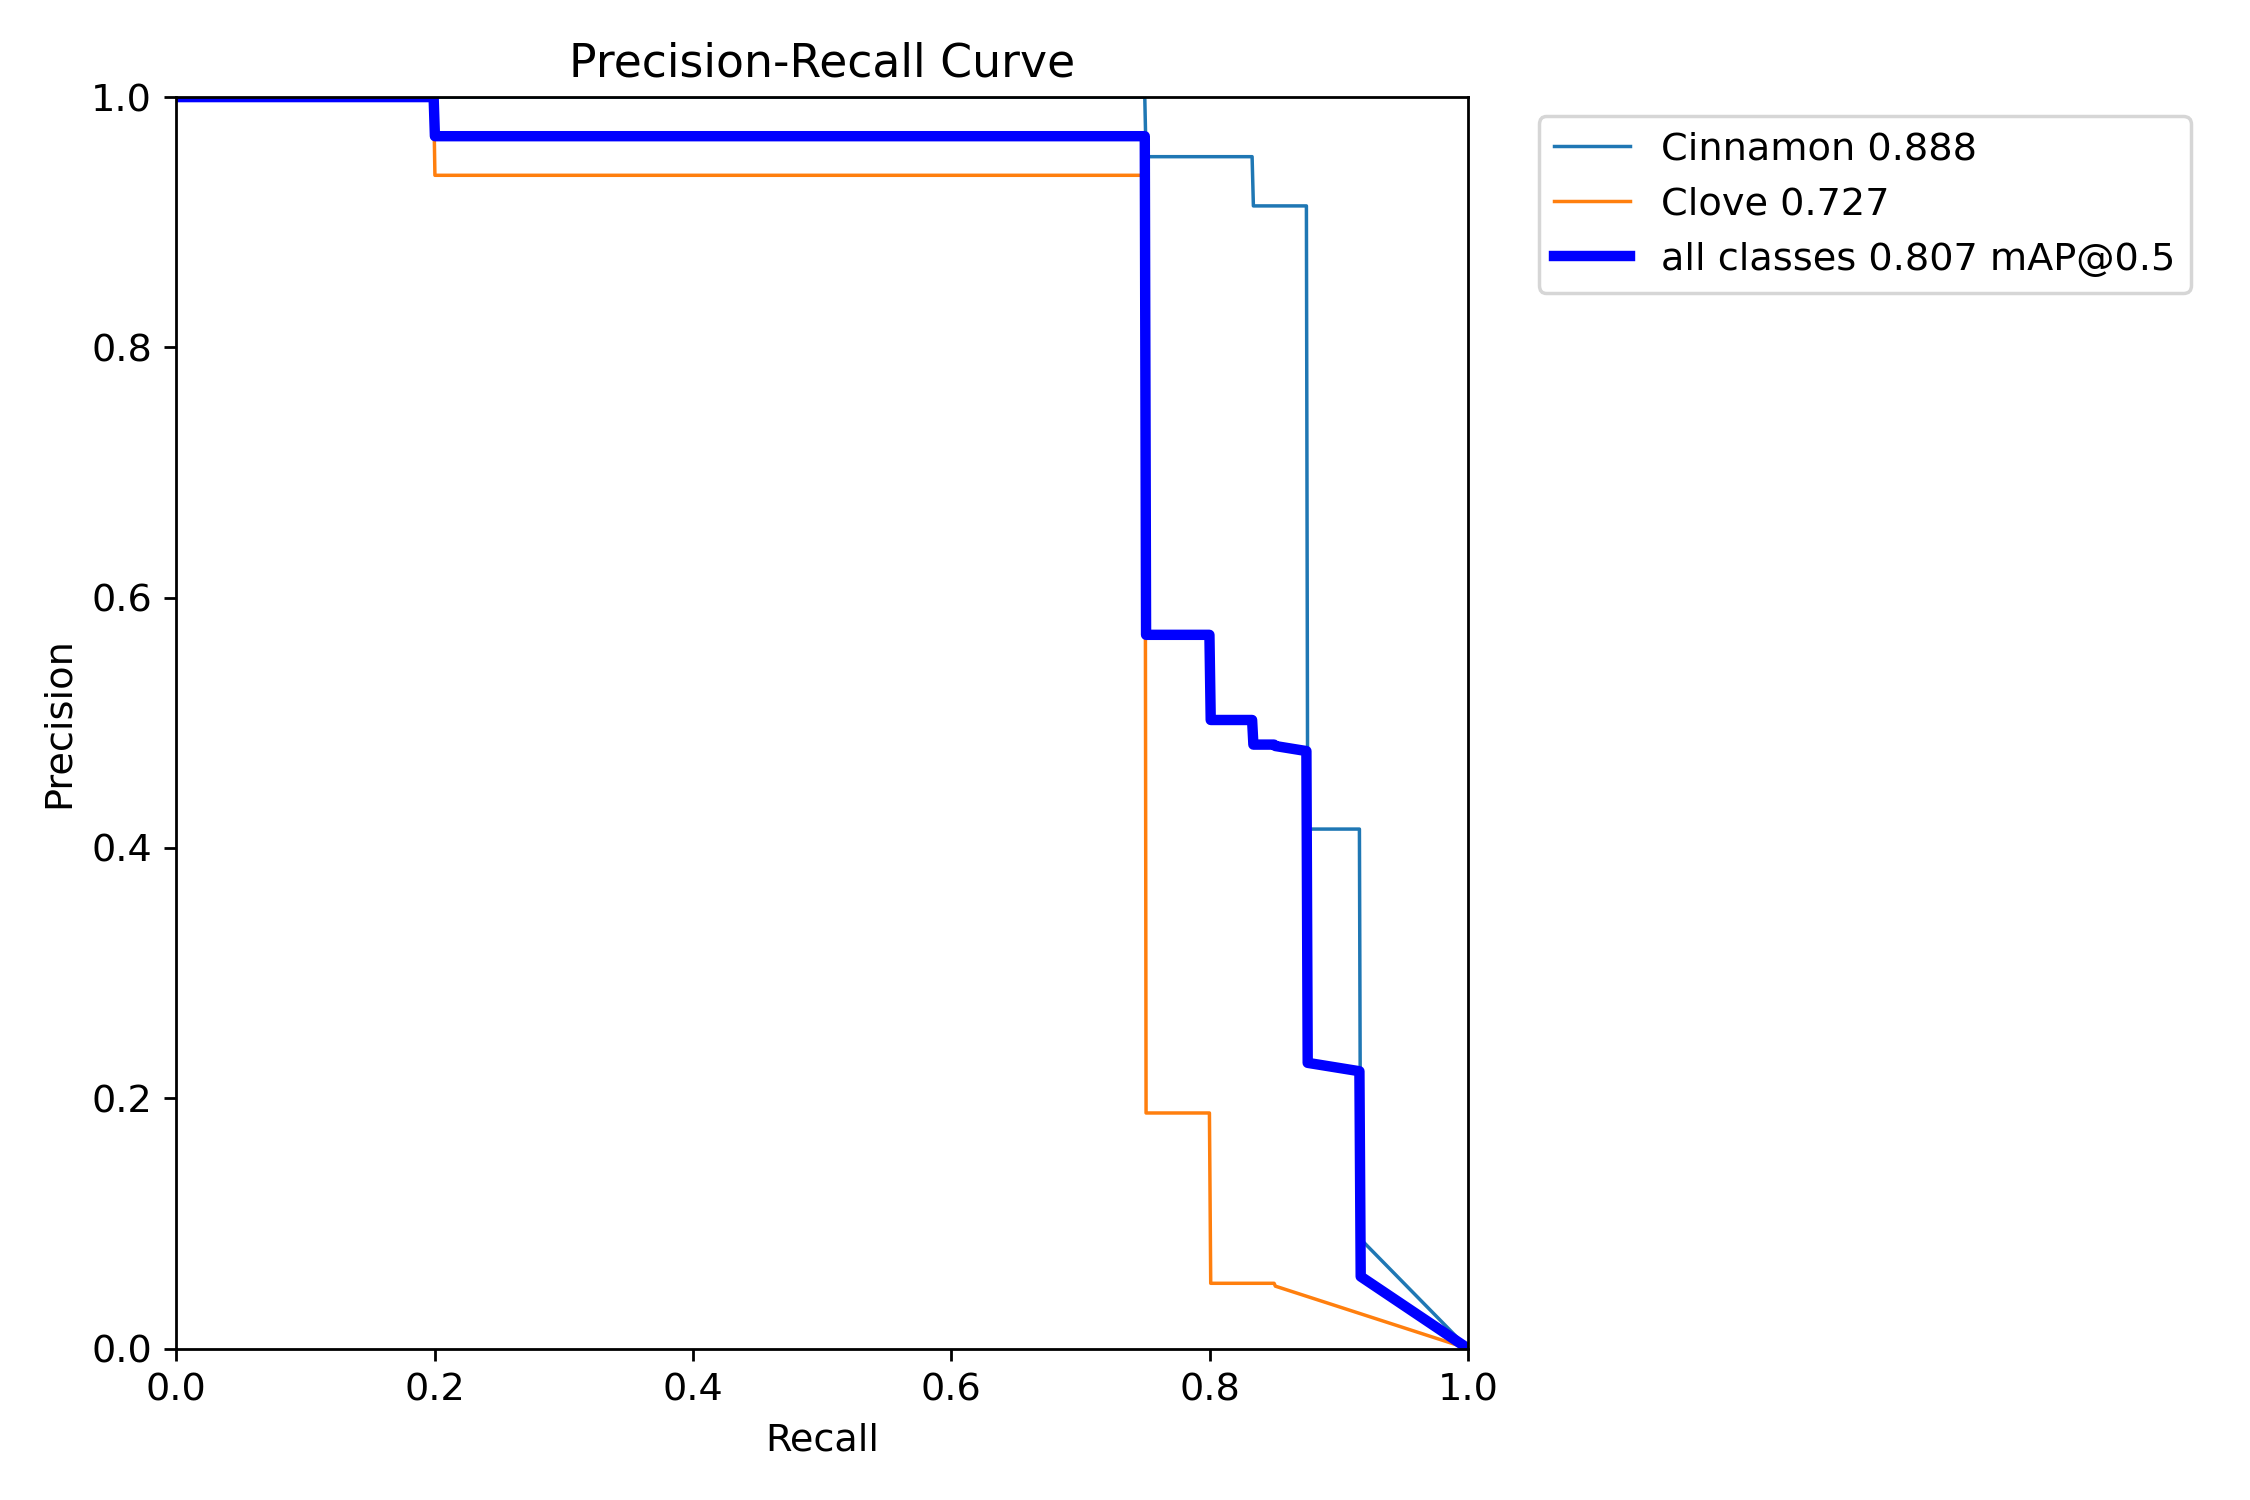 Precision-Recall Curve
1.0
0.8
0.6
0.4
0.2
0.0
Precision
0.0 0.2 0.4 0.6 0.8 1.0
Recall
Cinnamon 0.888
Clove 0.727
all classes 0.807 mAP@0.5